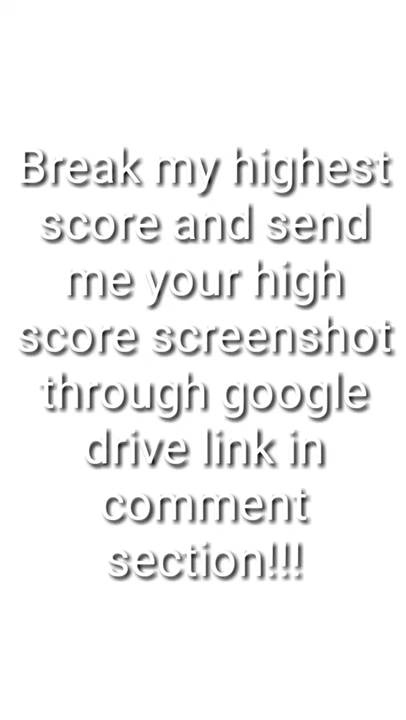 Break my highest
score and send
me your high
score screenshot
through google
drive link in
comment
section!!!